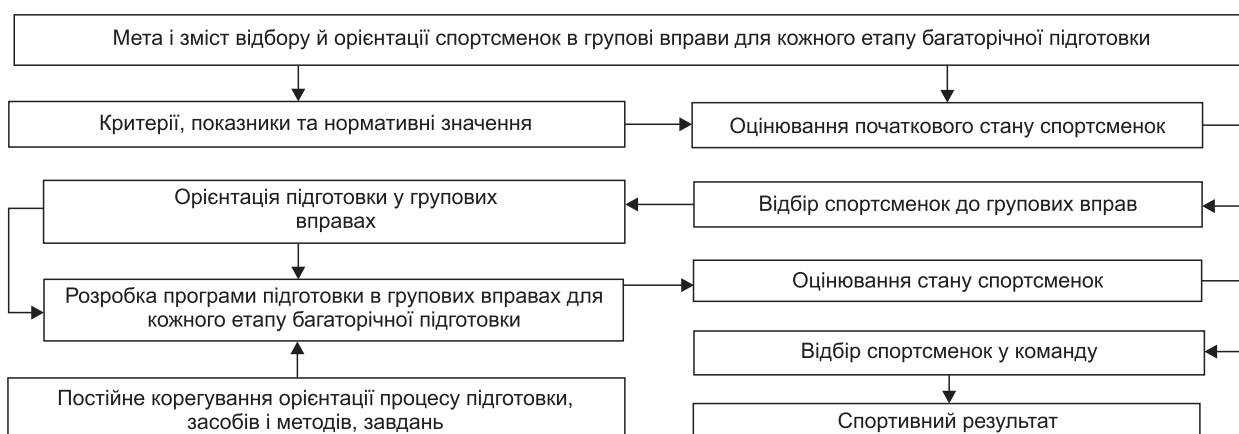 Мета і зміст відбору й орієнтації спортсменок в групові вправи для кожного етапу багаторічної підготовки
Критерії, показники та нормативні значення
Оцінювання початкового стану спортсменок
Орієнтація підготовки у групових
вправах
Відбір спортсменок до групових вправ
Розробка програми підготовки в групових вправах для
кожного етапу багаторічної підготовки
Оцінювання стану спортсменок
Відбір спортсменок у команду
Постійне корегування орієнтації процесу підготовки,
засобів і методів, завдань
Спортивний результат